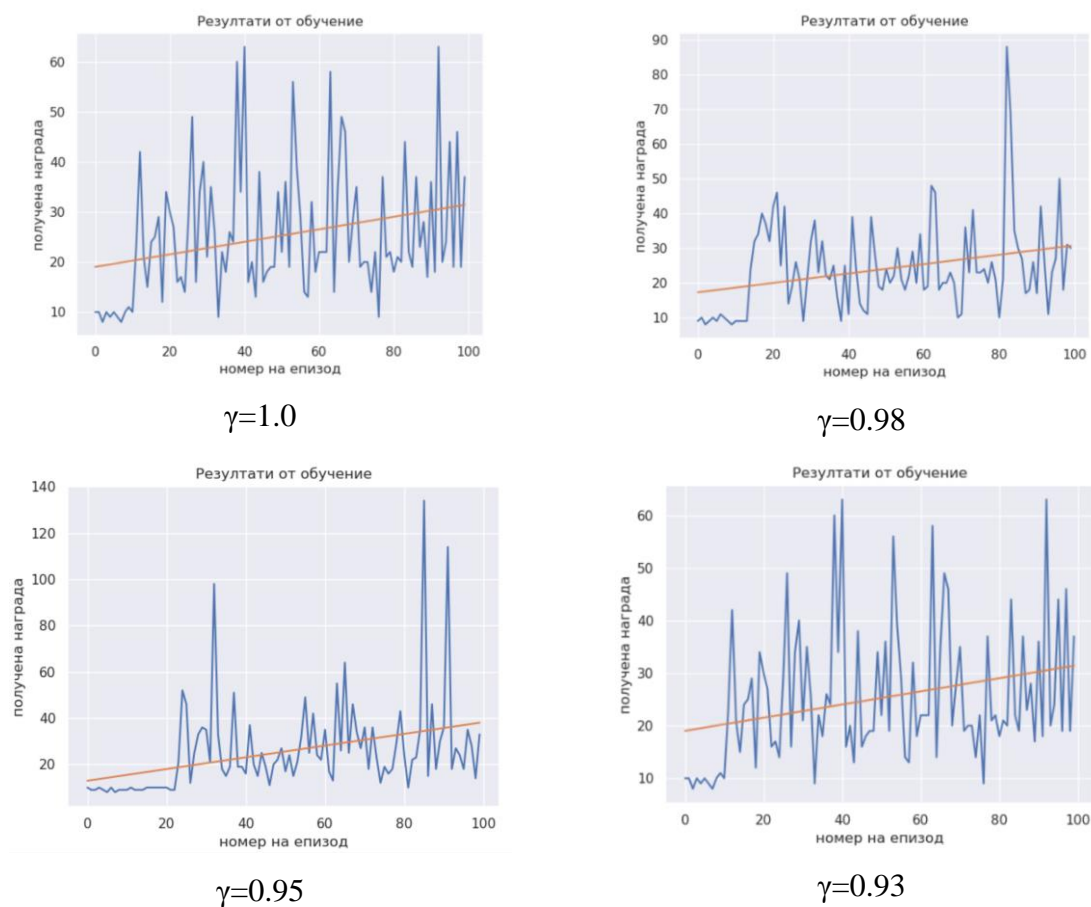 Резултати от обучение
60
50
40
30
20
10
получена награда
0 20 40 60 80 100
номер на епизод
γ=1.0
Резултати от обучение
90
80
70
60
50
40
30
20
10
получена награда
0 20 40 60 80 100
номер на епизод
γ=0.98
Резултати от обучение
140
120
100
80
60
40
20
получена награда
0 20 40 60 80 100
номер на епизод
γ=0.95
Резултати от обучение
60
50
40
30
20
10
получена награда
0 20 40 60 80 100
номер на епизод
γ=0.93